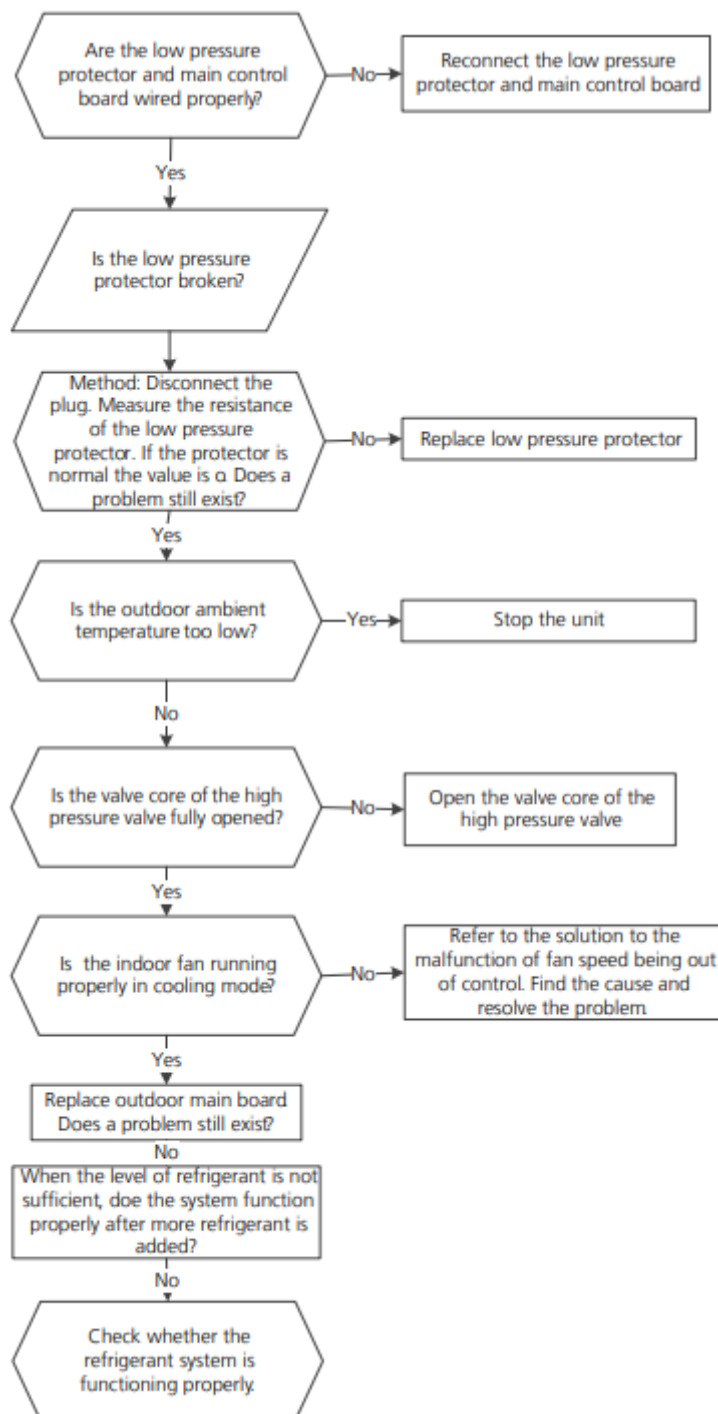 Are the low pressure
protector and main control
board wired properly?
No
Reconnect the low pressure
protector and main control board
Yes
Is the low pressure
protector broken?
Method: Disconnect the
plug. Measure the resistance
of the low pressure
protector. If the protector is
normal the value is o. Does a
problem still exist?
No
Replace low pressure protector
Yes
Is the outdoor ambient
temperature too low?
Yes
Stop the unit
No
Is the valve core of the high
pressure valve fully opened?
No
Open the valve core of the
high pressure valve
Yes
Is the indoor fan running
properly in cooling mode?
No
Refer to the solution to the
malfunction of fan speed being out
of control. Find the cause and
resolve the problem.
Yes
Replace outdoor main board.
Does a problem still exist?
No
When the level of refrigerant is not
sufficient, doe the system function
properly after more refrigerant is
added?
No
Check whether the
refrigerant system is
functioning properly.